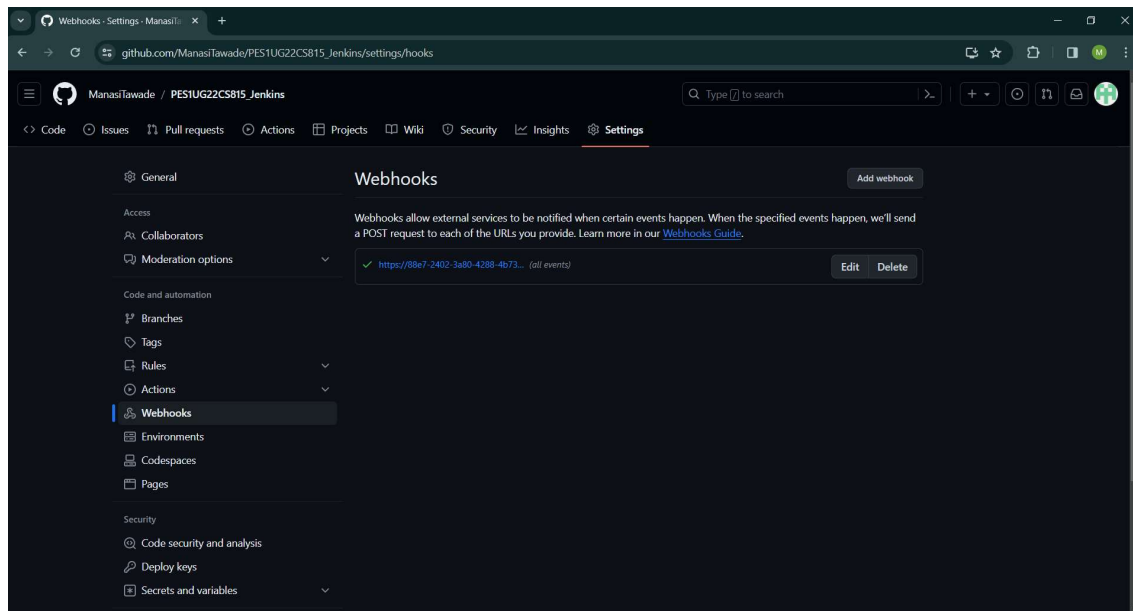 Webhooks · Settings · ManasiTa
github.com/ManasiTawade/PES1UG22CS815_Jenkins/settings/hooks
M
ManasiTawade / PES1UG22CS815_Jenkins
Type / to search
Code Issues Pull requests Actions Projects Wiki Security Insights Settings
General
Access
Collaborators
Moderation options
Code and automation
Branches
Tags
Rules
Actions
Webhooks
Environments
Codespaces
Pages
Security
Code security and analysis
Deploy keys
Secrets and variables
Webhooks
Add webhook
Webhooks allow external services to be notified when certain events happen. When the specified events happen, we'll send
a POST request to each of the URLs you provide. Learn more in our Webhooks Guide.
https://88e7-2402-3a80-4288-4b73... (all events)
Edit Delete